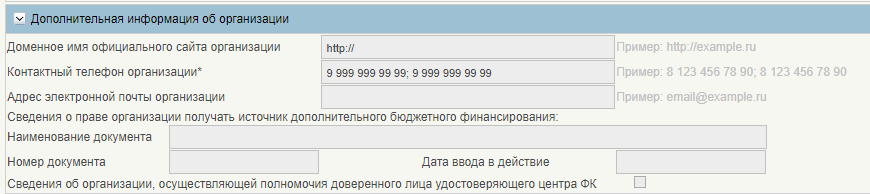 Дополнительная информация об организации
Доменное имя официального сайта организации http:// Пример: http://example.ru
Контактный телефон организации* 9 999 999 99 99; 9 999 999 99 99 Пример: 8 123 456 78 90; 8 123 456 78 90
Адрес электронной почты организации Пример: email@example.ru
Сведения о праве организации получать источник дополнительного бюджетного финансирования:
Наименование документа
Номер документа Дата ввода в действие
Сведения об организации, осуществляющей полномочия доверенного лица удостоверяющего центра ФК